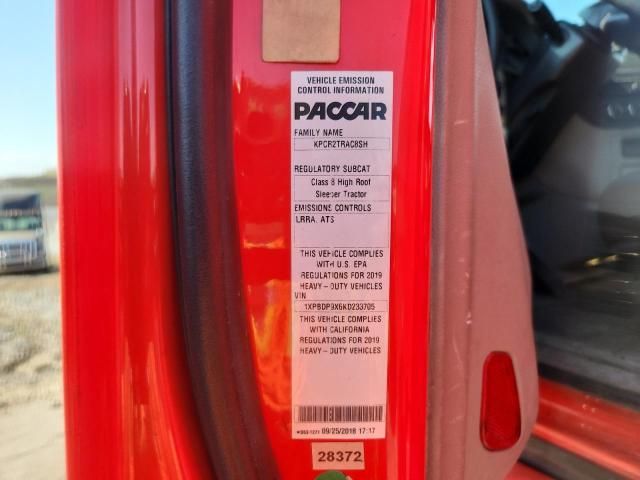 VEHICLE EMISSION
CONTROL INFORMATION
PACCAR
FAMILY NAME
KPCR2TRAC8SH
REGULATORY SUBCAT
Class 8 High Roof
Sleeper Tractor
EMISSIONS CONTROLS
LRRA, ATS
THIS VEHICLE COMPLIES
WITH U.S. EPA
REGULATIONS FOR 2019
HEAVY-DUTY VEHICLES
VIN
1XPBDP9X6KD233705
THIS VEHICLE COMPLIES
WITH CALIFORNIA
REGULATIONS FOR 2019
HEAVY-DUTY VEHICLES
09/25/2018 17:17
28372